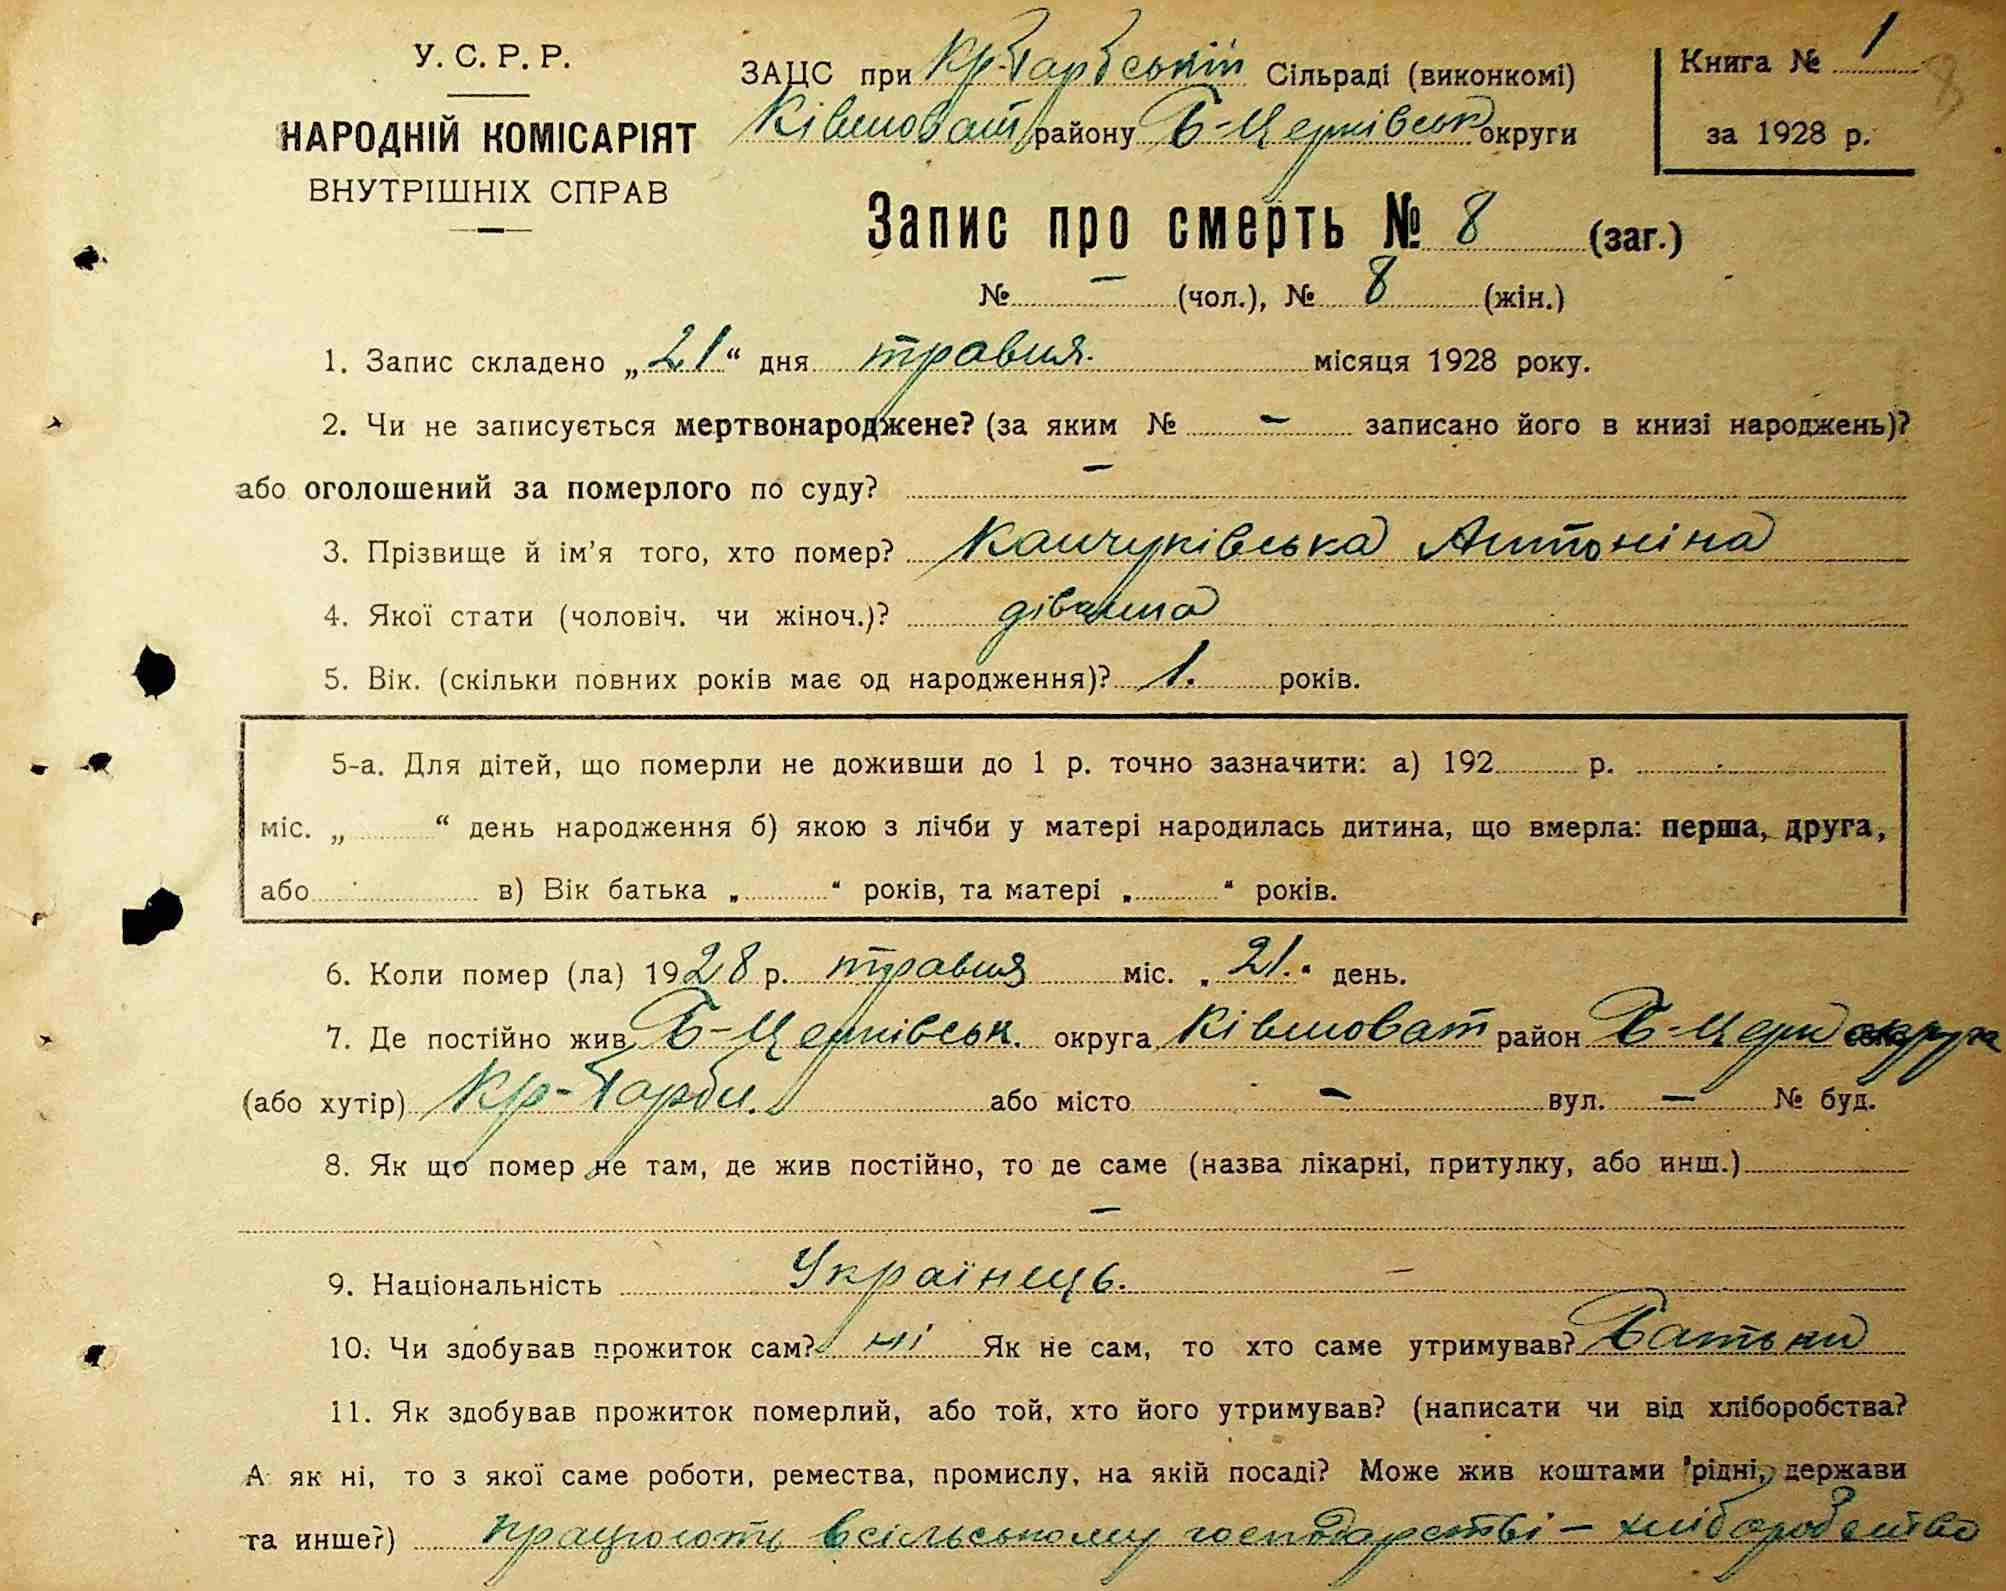 У. С. Р. Р.
НАРОДНІЙ КОМІСАРІЯТ
ВНУТРІШНІХ СПРАВ
ЗАЦС при Кр-Гарбській Сільраді (виконкомі)
Ківшоват району Б-Церківськ округи
Книга № 1
за 1928 р.
8
Запис про смерть № 8 (заг.)
№ - (чол.), № 8 (жін.)
1. Запис складено „21“ дня травня. місяця 1928 року.
2. Чи не записується мертвонароджене? (за яким № - записано його в книзі народжень)?
або оголошений за померлого по суду? -
3. Прізвище й ім'я того, хто помер? Антоніна
4. Якої стати (чоловіч. чи жіноч.)?
5. Вік. (скільки повних років має од народження)? 1. років.
5-а. Для дітей, що померли не доживши до 1 р. точно зазначити: а) 192 р.
міс. „ “ день народження б) якою з лічби у матері народилась дитина, що вмерла: перша, друга,
або в) Вік батька „ “ років, та матері „ “ років.
6. Коли помер (ла) 1928 р. травня міс. „21.“ день.
7. Де постійно жив Б-Церківськ. округа Ківшоват район Б-Церк
(або хутір) Кр-Гарби. або місто - вул. - № буд.
8. Як що помер не там, де жив постійно, то де саме (назва лікарні, притулку, або инш.)
-
9. Національність Українець.
10. Чи здобував прожиток сам? ні Як не сам, то хто саме утримував? Батьки
11. Як здобував прожиток померлий, або той, хто його утримував? (написати чи від хліборобства?
А як ні, то з якої саме роботи, ремества, промислу, на якій посаді? Може жив коштами рідні, держави
та инше?) працюють в сільському господарстві - хліборобство